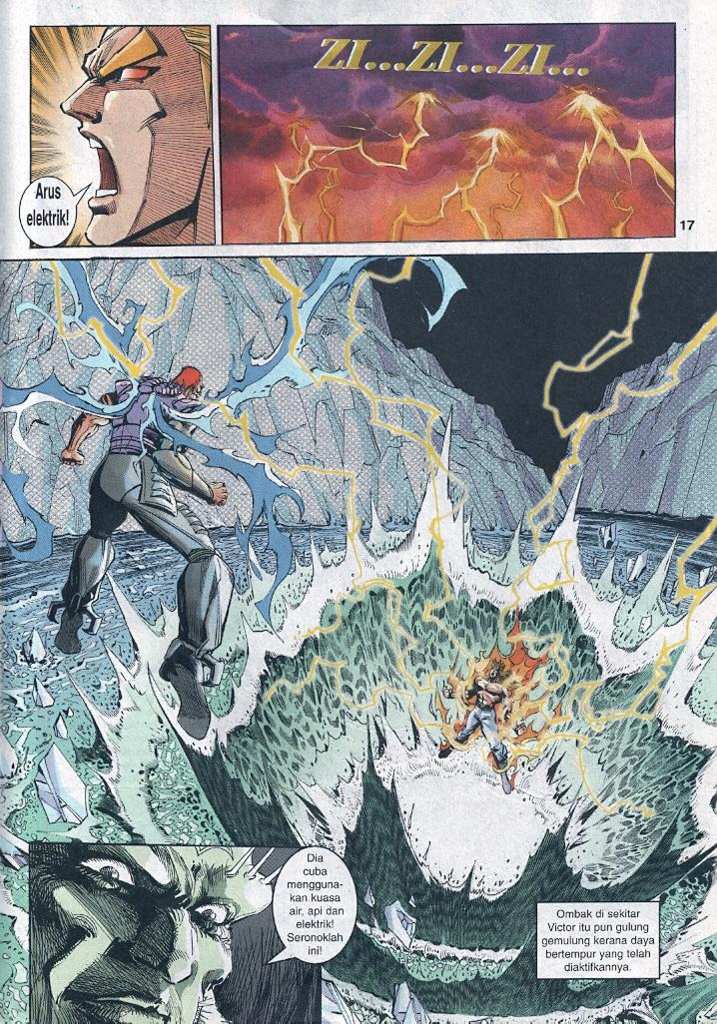 Arus
elektrik!
ZI...ZI...ZI...
17
Dia
cuba
mengguna-
kan kuasa
air, api dan
elektrik!
Seronoklah
ini!
Ombak di sekitar
Victor itu pun gulung
gemulung kerana daya
bertempur yang telah
diaktifkannya.